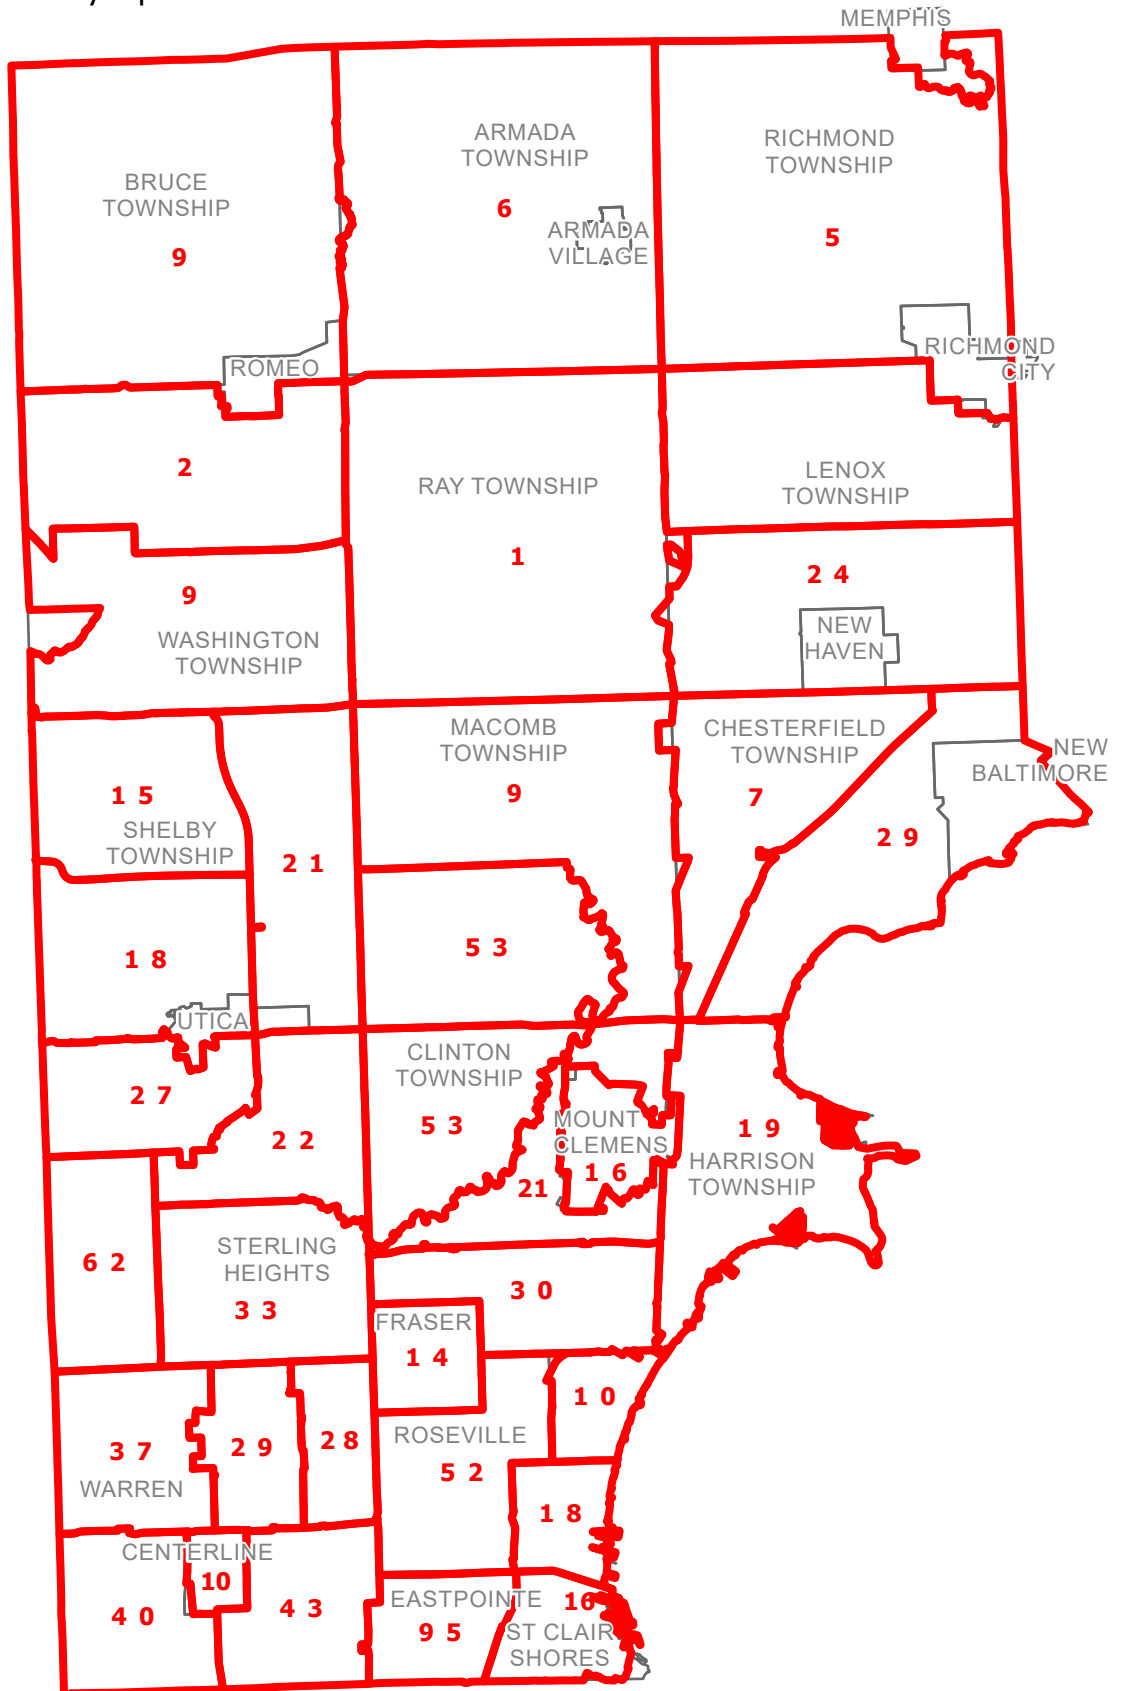 MEMPHIS
ARMADA
TOWNSHIP
6
RICHMOND
TOWNSHIP
5
BRUCE
TOWNSHIP
9
ARMADA
VILLAGE
ROMEO
RICHMOND
CITY
2
RAY TOWNSHIP
1
LENOX
TOWNSHIP
2 4
9
WASHINGTON
TOWNSHIP
NEW
HAVEN
MACOMB
TOWNSHIP
9
CHESTERFIELD
TOWNSHIP
7
NEW
BALTIMORE
1 5
SHELBY
TOWNSHIP
2 1
2 9
1 8
5 3
UTICA
2 7
2 2
CLINTON
TOWNSHIP
5 3
MOUNT
CLEMENS
1 6
21
1 9
HARRISON
TOWNSHIP
6 2
STERLING
HEIGHTS
3 3
3 0
FRASER
1 4
1 0
3 7
WARREN
2 9
2 8
ROSEVILLE
5 2
1 8
CENTERLINE
10
4 0
4 3
EASTPOINTE
9 5
16
ST CLAIR
SHORES